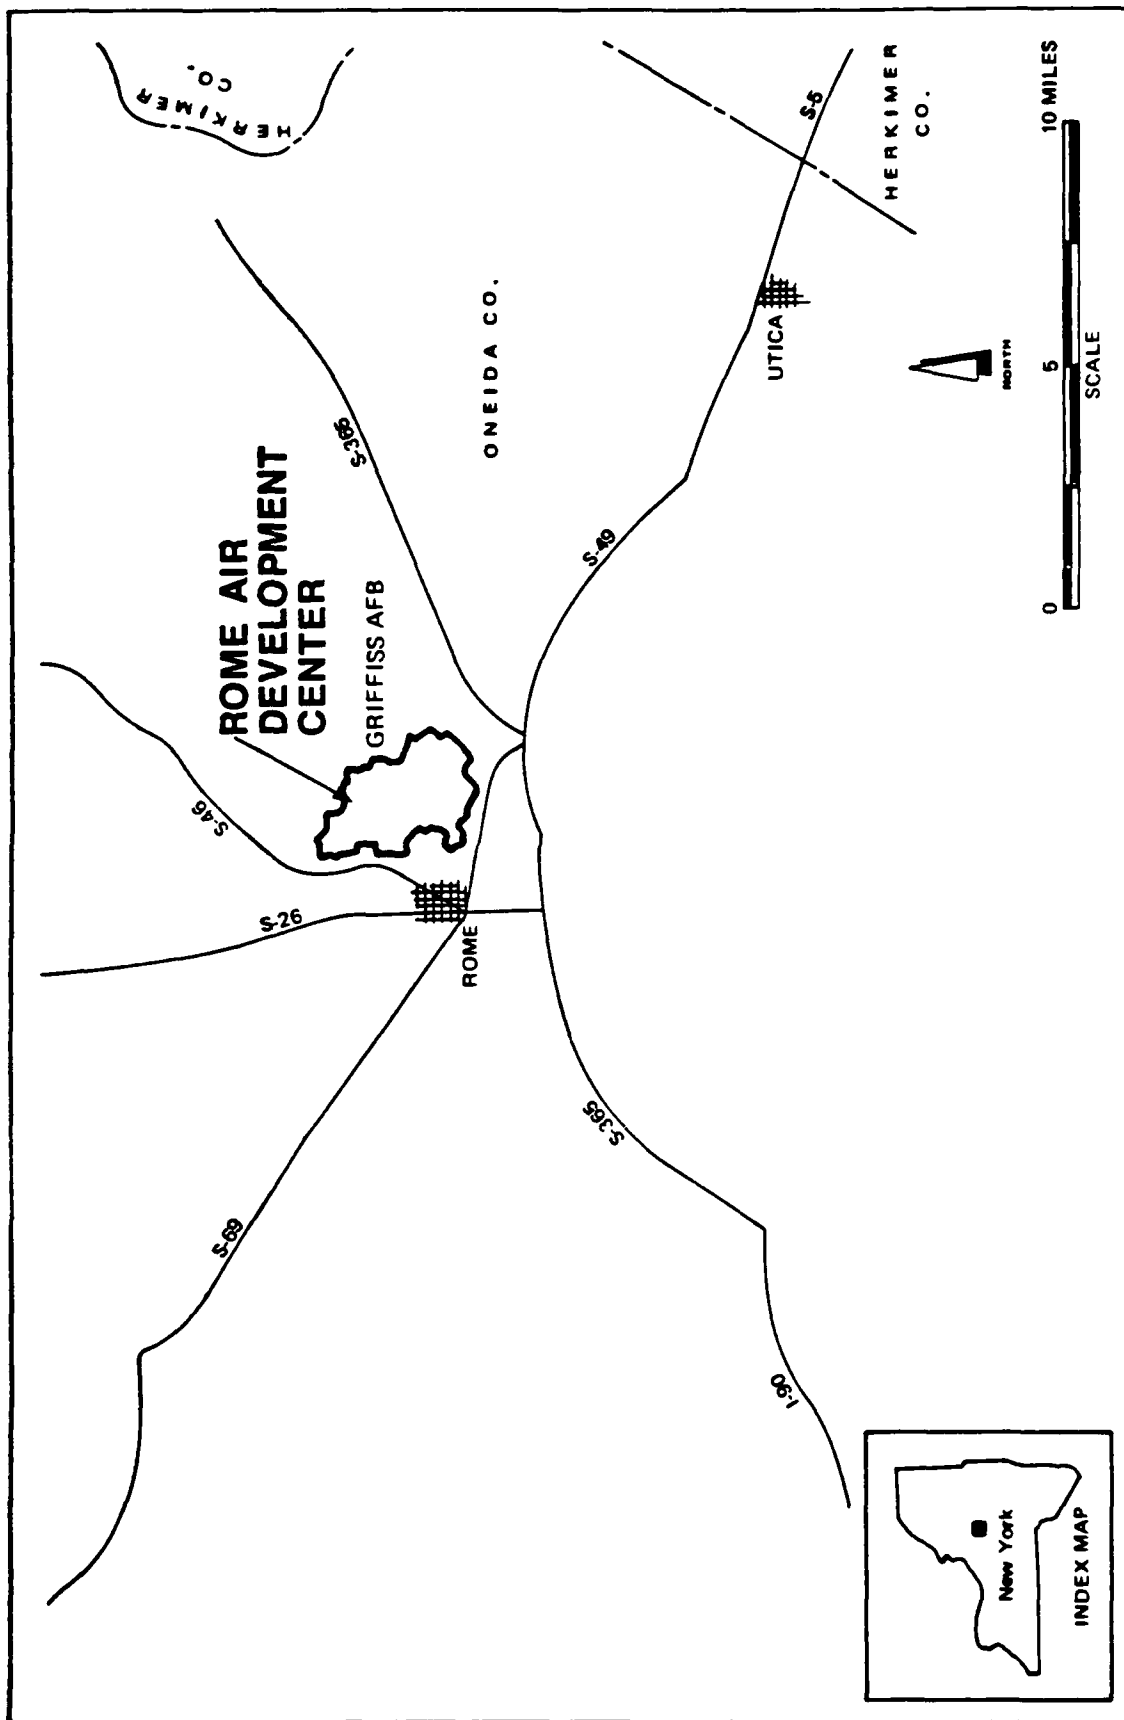 HERKIMER
CO.
S-365
ONEIDA CO.
ROME AIR
DEVELOPMENT
CENTER
GRIFFISS AFB
S-46
S-26
ROME
S-69
S-49
S-365
I-90
UTICA
S-5
HERKIMER
CO.
NORTH
0
5
10 MILES
SCALE
New York
INDEX MAP